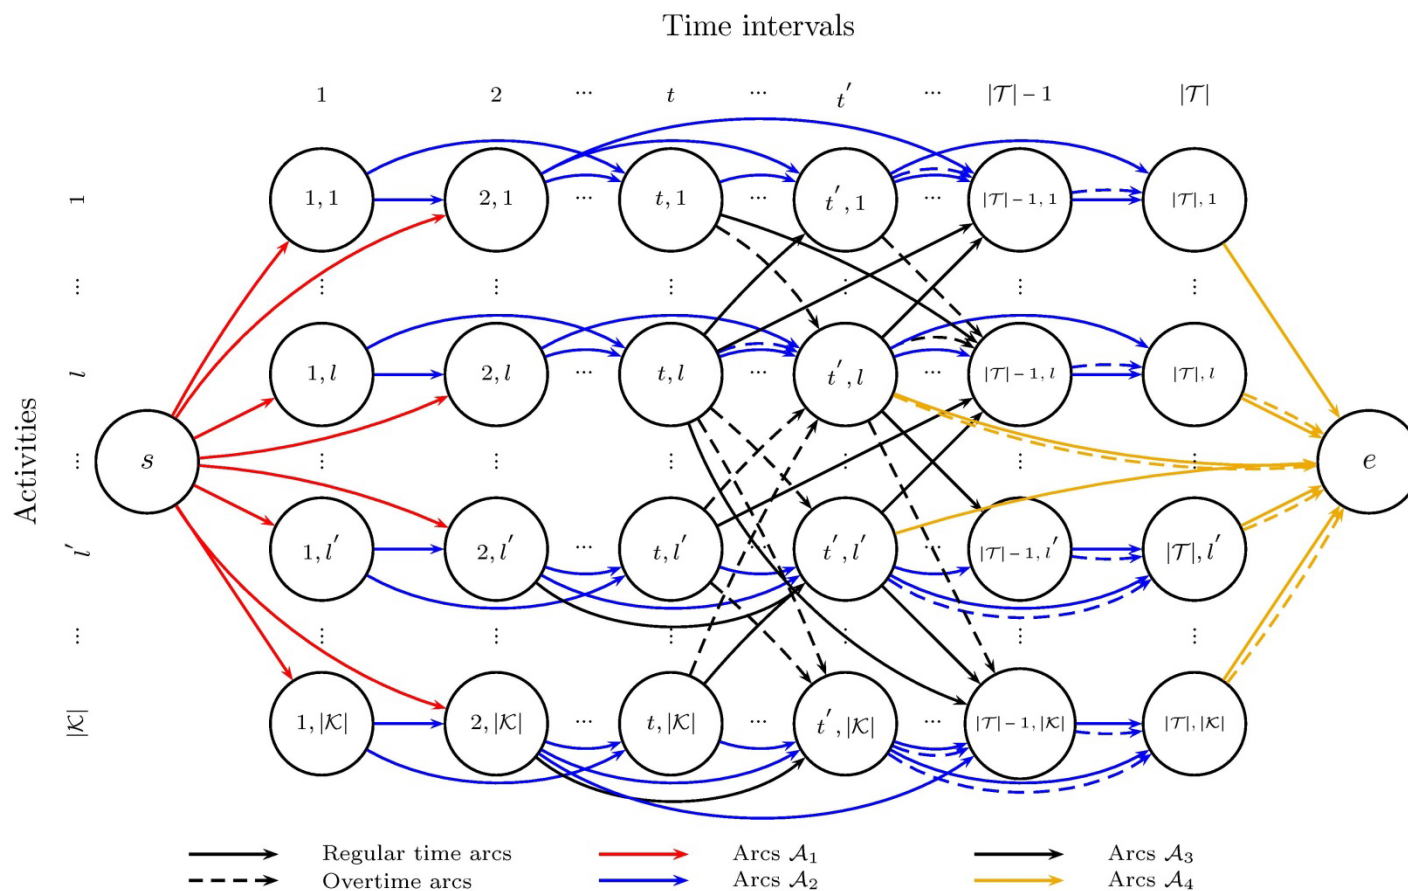 Time intervals
1 2 ... t ... t′ ... |𝒯|−1 |𝒯|
Activities
1
1, 1 2, 1 ... t, 1 ... t′, 1 ... |𝒯|−1, 1 |𝒯|, 1
... ⋮ ⋮ ⋮ ⋮ ⋮
l
1, l 2, l ... t, l ... t′, l ... |𝒯|−1, l |𝒯|, l
s ... ⋮ ⋮ ⋮ ⋮ ⋮ e
l′
1, l′ 2, l′ ... t, l′ ... t′, l′ ... |𝒯|−1, l′ |𝒯|, l′
... ⋮ ⋮ ⋮ ⋮ ⋮
|𝒦|
1, |𝒦| 2, |𝒦| ... t, |𝒦| ... t′, |𝒦| ... |𝒯|−1, |𝒦| |𝒯|, |𝒦|
Regular time arcs Arcs 𝒜₁ Arcs 𝒜₃
Overtime arcs Arcs 𝒜₂ Arcs 𝒜₄